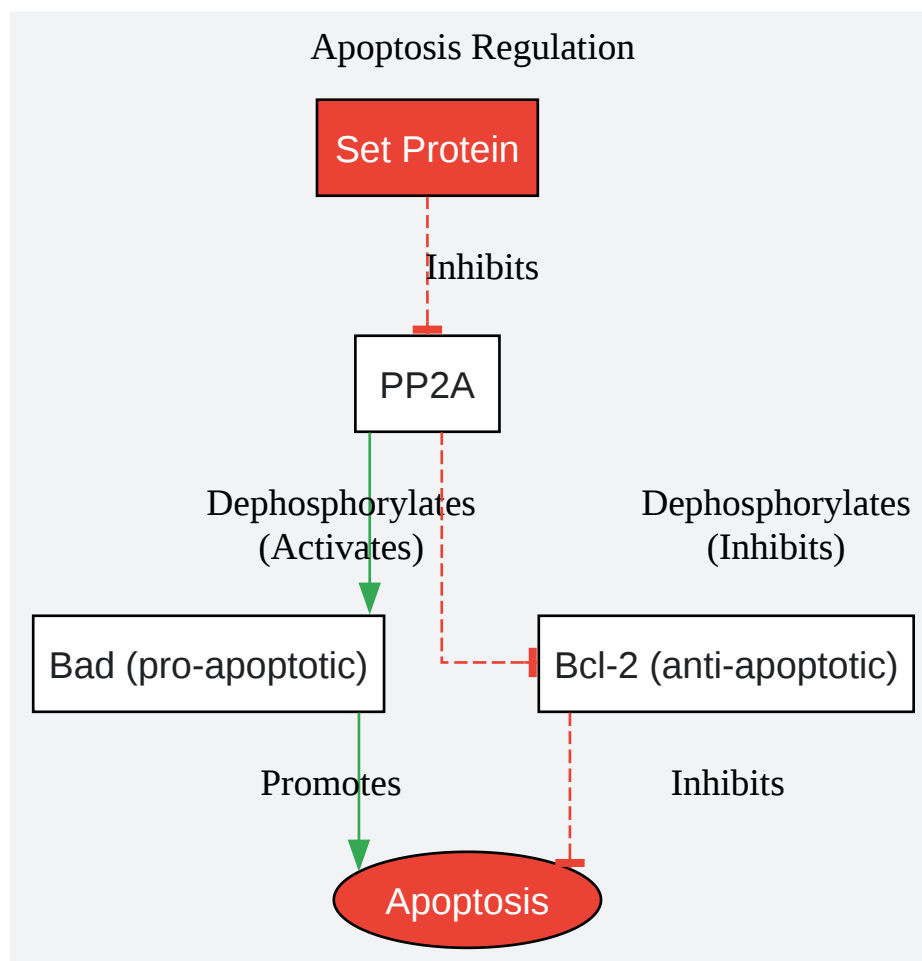 Apoptosis Regulation
Set Protein
Inhibits
PP2A
Dephosphorylates
(Activates)
Dephosphorylates
(Inhibits)
Bad (pro-apoptotic)
Bcl-2 (anti-apoptotic)
Promotes
Inhibits
Apoptosis